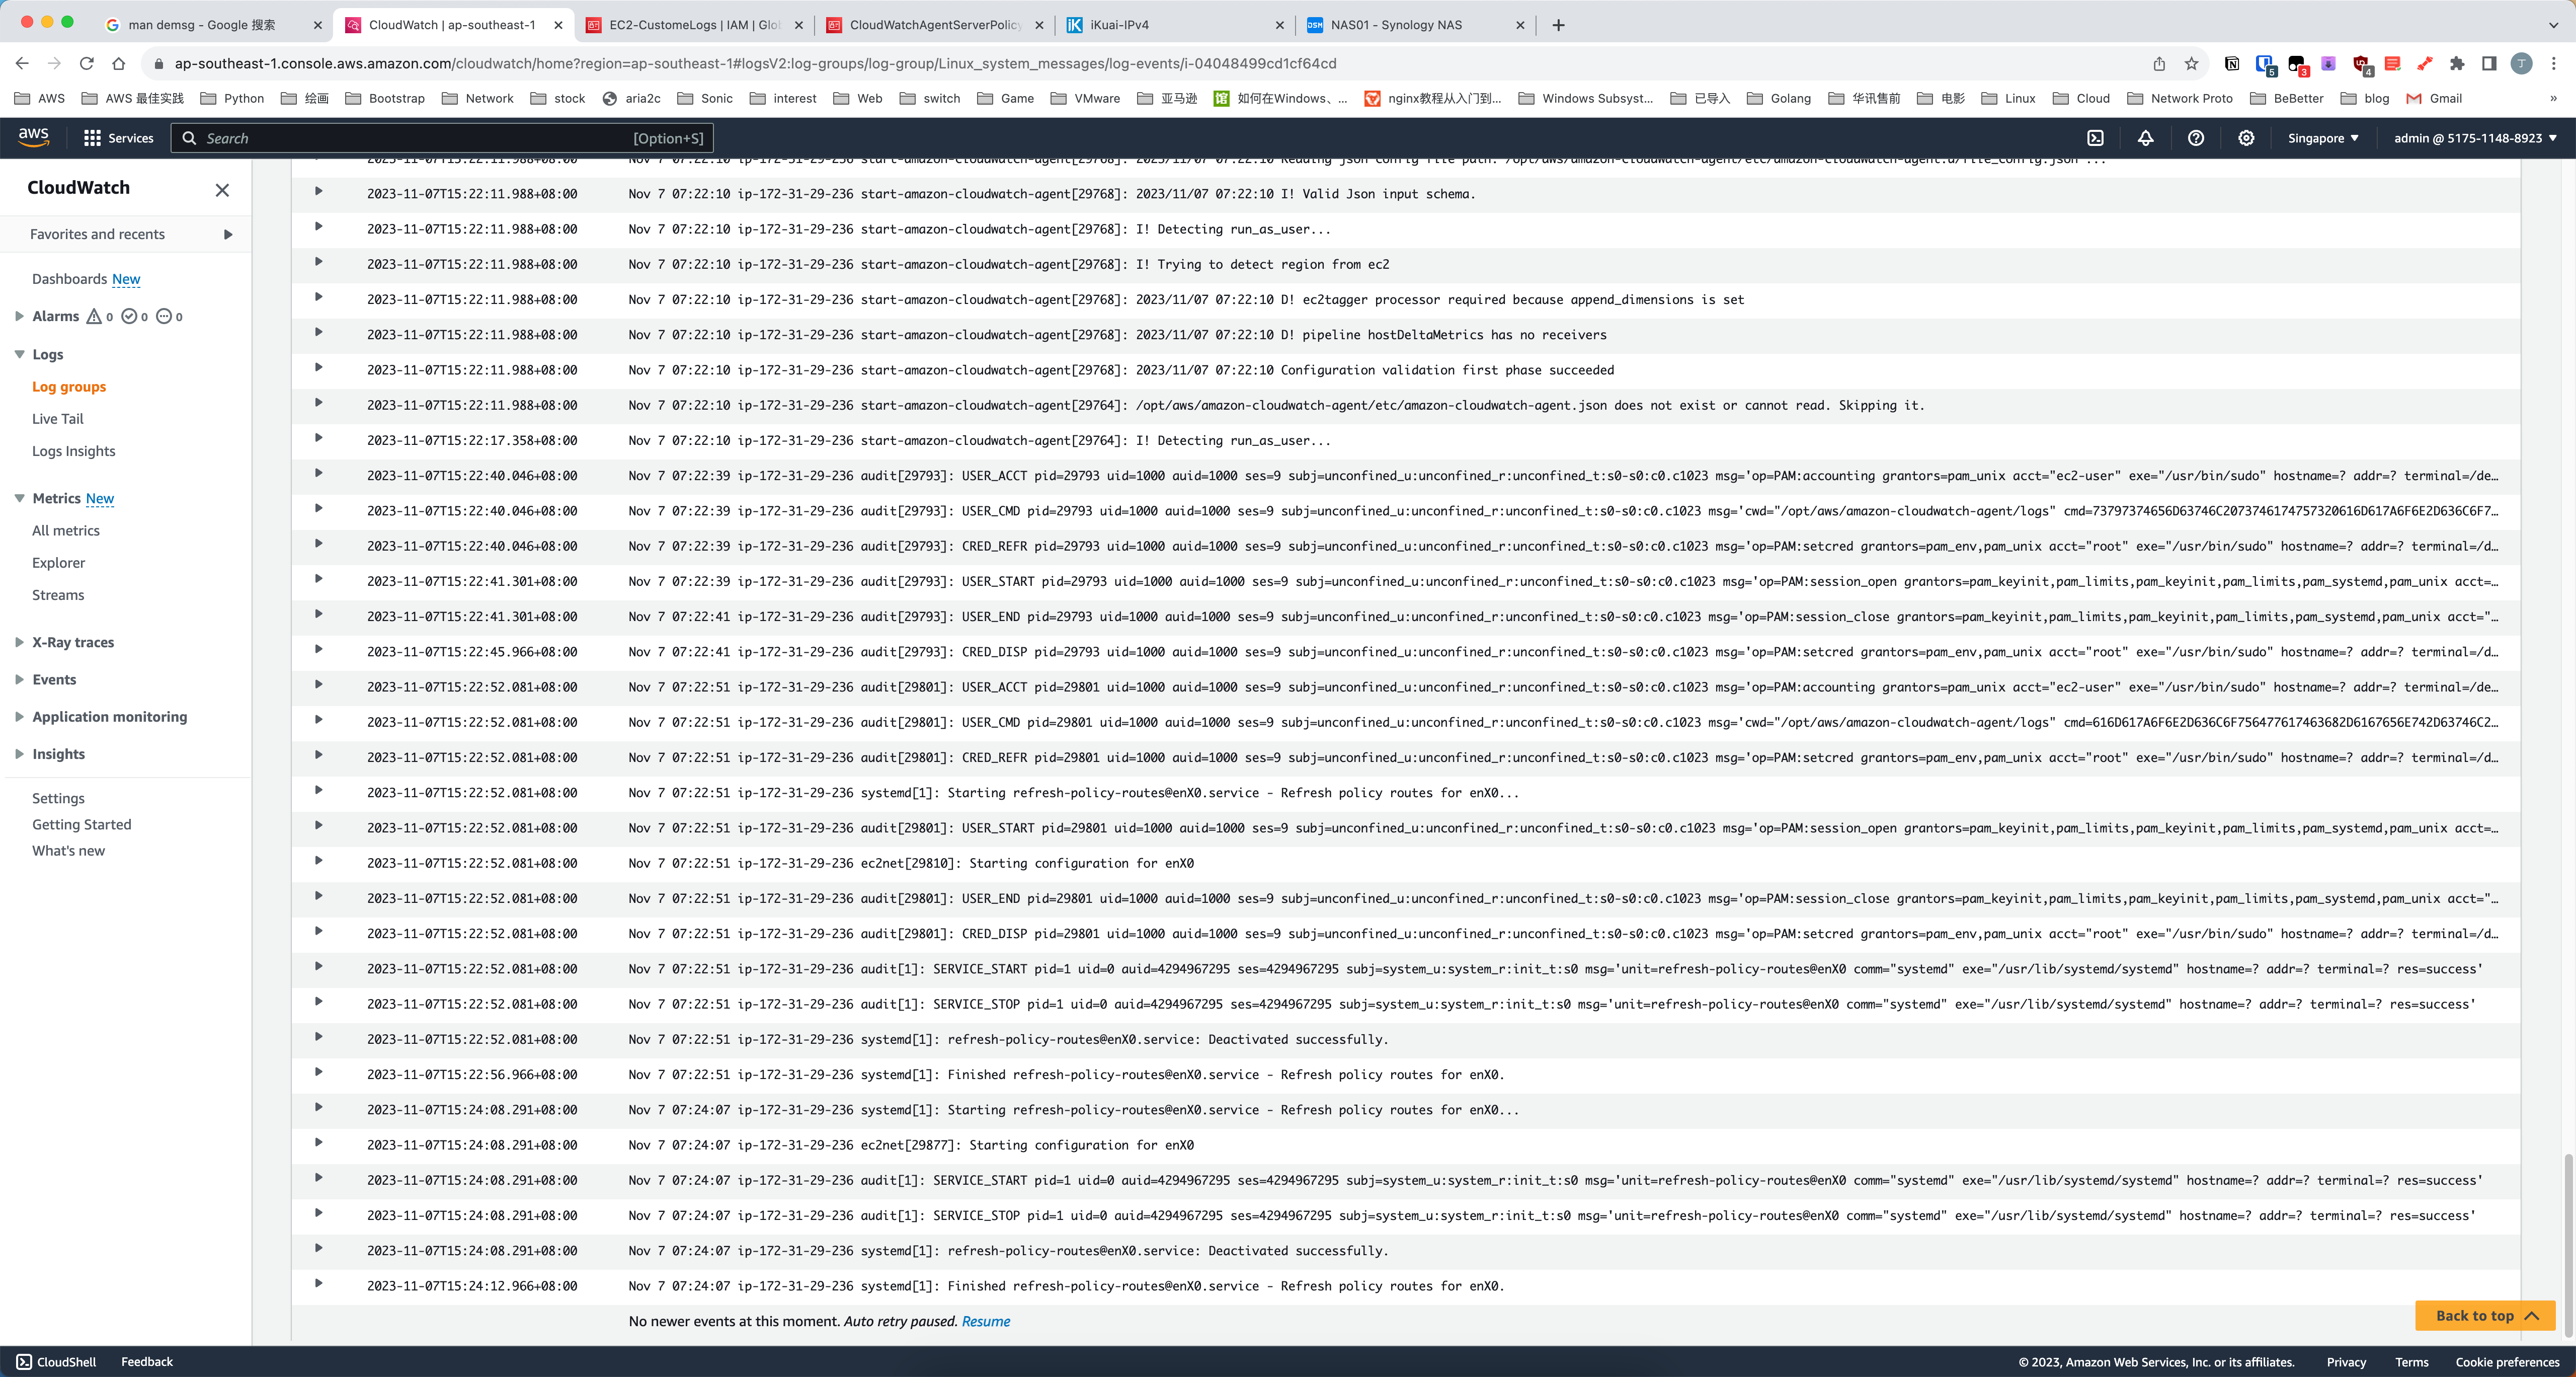 man demsg - Google 搜索
CloudWatch | ap-southeast-1
EC2-CustomeLogs | IAM | Glo
CloudWatchAgentServerPolicy
iKuai-IPv4
NAS01 - Synology NAS
ap-southeast-1.console.aws.amazon.com/cloudwatch/home?region=ap-southeast-1#logsV2:log-groups/log-group/Linux_system_messages/log-events/i-04048499cd1cf64cd
AWS AWS 最佳实践 Python 绘画 Bootstrap Network stock aria2c Sonic interest Web switch Game VMware 亚马逊 如何在Windows、... nginx教程从入门到... Windows Subsyst... 已导入 Golang 华讯售前 电影 Linux Cloud Network Proto BeBetter blog Gmail »
aws Services Search [Option+S] Singapore admin @ 5175-1148-8923
CloudWatch
Favorites and recents
Dashboards New
Alarms 0 0 0
Logs
Log groups
Live Tail
Logs Insights
Metrics New
All metrics
Explorer
Streams
X-Ray traces
Events
Application monitoring
Insights
Settings
Getting Started
What's new
2023-11-07T15:22:11.988+08:00 Nov 7 07:22:10 ip-172-31-29-236 start-amazon-cloudwatch-agent[29768]: 2023/11/07 07:22:10 Reading json config file path: /opt/aws/amazon-cloudwatch-agent/etc/amazon-cloudwatch-agent.d/file_config.json ...
2023-11-07T15:22:11.988+08:00 Nov 7 07:22:10 ip-172-31-29-236 start-amazon-cloudwatch-agent[29768]: 2023/11/07 07:22:10 I! Valid Json input schema.
2023-11-07T15:22:11.988+08:00 Nov 7 07:22:10 ip-172-31-29-236 start-amazon-cloudwatch-agent[29768]: I! Detecting run_as_user...
2023-11-07T15:22:11.988+08:00 Nov 7 07:22:10 ip-172-31-29-236 start-amazon-cloudwatch-agent[29768]: I! Trying to detect region from ec2
2023-11-07T15:22:11.988+08:00 Nov 7 07:22:10 ip-172-31-29-236 start-amazon-cloudwatch-agent[29768]: 2023/11/07 07:22:10 D! ec2tagger processor required because append_dimensions is set
2023-11-07T15:22:11.988+08:00 Nov 7 07:22:10 ip-172-31-29-236 start-amazon-cloudwatch-agent[29768]: 2023/11/07 07:22:10 D! pipeline hostDeltaMetrics has no receivers
2023-11-07T15:22:11.988+08:00 Nov 7 07:22:10 ip-172-31-29-236 start-amazon-cloudwatch-agent[29768]: 2023/11/07 07:22:10 Configuration validation first phase succeeded
2023-11-07T15:22:11.988+08:00 Nov 7 07:22:10 ip-172-31-29-236 start-amazon-cloudwatch-agent[29764]: /opt/aws/amazon-cloudwatch-agent/etc/amazon-cloudwatch-agent.json does not exist or cannot read. Skipping it.
2023-11-07T15:22:17.358+08:00 Nov 7 07:22:10 ip-172-31-29-236 start-amazon-cloudwatch-agent[29764]: I! Detecting run_as_user...
2023-11-07T15:22:40.046+08:00 Nov 7 07:22:39 ip-172-31-29-236 audit[29793]: USER_ACCT pid=29793 uid=1000 auid=1000 ses=9 subj=unconfined_u:unconfined_r:unconfined_t:s0-s0:c0.c1023 msg='op=PAM:accounting grantors=pam_unix acct="ec2-user" exe="/usr/bin/sudo" hostname=? addr=? terminal=/de...
2023-11-07T15:22:40.046+08:00 Nov 7 07:22:39 ip-172-31-29-236 audit[29793]: USER_CMD pid=29793 uid=1000 auid=1000 ses=9 subj=unconfined_u:unconfined_r:unconfined_t:s0-s0:c0.c1023 msg='cwd="/opt/aws/amazon-cloudwatch-agent/logs" cmd=73797374656D63746C2073746174757320616D617A6F6E2D636C6F7...
2023-11-07T15:22:40.046+08:00 Nov 7 07:22:39 ip-172-31-29-236 audit[29793]: CRED_REFR pid=29793 uid=1000 auid=1000 ses=9 subj=unconfined_u:unconfined_r:unconfined_t:s0-s0:c0.c1023 msg='op=PAM:setcred grantors=pam_env,pam_unix acct="root" exe="/usr/bin/sudo" hostname=? addr=? terminal=/d...
2023-11-07T15:22:41.301+08:00 Nov 7 07:22:39 ip-172-31-29-236 audit[29793]: USER_START pid=29793 uid=1000 auid=1000 ses=9 subj=unconfined_u:unconfined_r:unconfined_t:s0-s0:c0.c1023 msg='op=PAM:session_open grantors=pam_keyinit,pam_limits,pam_keyinit,pam_limits,pam_systemd,pam_unix acct=...
2023-11-07T15:22:41.301+08:00 Nov 7 07:22:41 ip-172-31-29-236 audit[29793]: USER_END pid=29793 uid=1000 auid=1000 ses=9 subj=unconfined_u:unconfined_r:unconfined_t:s0-s0:c0.c1023 msg='op=PAM:session_close grantors=pam_keyinit,pam_limits,pam_keyinit,pam_limits,pam_systemd,pam_unix acct="...
2023-11-07T15:22:45.966+08:00 Nov 7 07:22:41 ip-172-31-29-236 audit[29793]: CRED_DISP pid=29793 uid=1000 auid=1000 ses=9 subj=unconfined_u:unconfined_r:unconfined_t:s0-s0:c0.c1023 msg='op=PAM:setcred grantors=pam_env,pam_unix acct="root" exe="/usr/bin/sudo" hostname=? addr=? terminal=/d...
2023-11-07T15:22:52.081+08:00 Nov 7 07:22:51 ip-172-31-29-236 audit[29801]: USER_ACCT pid=29801 uid=1000 auid=1000 ses=9 subj=unconfined_u:unconfined_r:unconfined_t:s0-s0:c0.c1023 msg='op=PAM:accounting grantors=pam_unix acct="ec2-user" exe="/usr/bin/sudo" hostname=? addr=? terminal=/de...
2023-11-07T15:22:52.081+08:00 Nov 7 07:22:51 ip-172-31-29-236 audit[29801]: USER_CMD pid=29801 uid=1000 auid=1000 ses=9 subj=unconfined_u:unconfined_r:unconfined_t:s0-s0:c0.c1023 msg='cwd="/opt/aws/amazon-cloudwatch-agent/logs" cmd=616D617A6F6E2D636C6F756477617463682D6167656E742D63746C2...
2023-11-07T15:22:52.081+08:00 Nov 7 07:22:51 ip-172-31-29-236 audit[29801]: CRED_REFR pid=29801 uid=1000 auid=1000 ses=9 subj=unconfined_u:unconfined_r:unconfined_t:s0-s0:c0.c1023 msg='op=PAM:setcred grantors=pam_env,pam_unix acct="root" exe="/usr/bin/sudo" hostname=? addr=? terminal=/d...
2023-11-07T15:22:52.081+08:00 Nov 7 07:22:51 ip-172-31-29-236 systemd[1]: Starting refresh-policy-routes@enX0.service - Refresh policy routes for enX0...
2023-11-07T15:22:52.081+08:00 Nov 7 07:22:51 ip-172-31-29-236 audit[29801]: USER_START pid=29801 uid=1000 auid=1000 ses=9 subj=unconfined_u:unconfined_r:unconfined_t:s0-s0:c0.c1023 msg='op=PAM:session_open grantors=pam_keyinit,pam_limits,pam_keyinit,pam_limits,pam_systemd,pam_unix acct=...
2023-11-07T15:22:52.081+08:00 Nov 7 07:22:51 ip-172-31-29-236 ec2net[29810]: Starting configuration for enX0
2023-11-07T15:22:52.081+08:00 Nov 7 07:22:51 ip-172-31-29-236 audit[29801]: USER_END pid=29801 uid=1000 auid=1000 ses=9 subj=unconfined_u:unconfined_r:unconfined_t:s0-s0:c0.c1023 msg='op=PAM:session_close grantors=pam_keyinit,pam_limits,pam_keyinit,pam_limits,pam_systemd,pam_unix acct="...
2023-11-07T15:22:52.081+08:00 Nov 7 07:22:51 ip-172-31-29-236 audit[29801]: CRED_DISP pid=29801 uid=1000 auid=1000 ses=9 subj=unconfined_u:unconfined_r:unconfined_t:s0-s0:c0.c1023 msg='op=PAM:setcred grantors=pam_env,pam_unix acct="root" exe="/usr/bin/sudo" hostname=? addr=? terminal=/d...
2023-11-07T15:22:52.081+08:00 Nov 7 07:22:51 ip-172-31-29-236 audit[1]: SERVICE_START pid=1 uid=0 auid=4294967295 ses=4294967295 subj=system_u:system_r:init_t:s0 msg='unit=refresh-policy-routes@enX0 comm="systemd" exe="/usr/lib/systemd/systemd" hostname=? addr=? terminal=? res=success'
2023-11-07T15:22:52.081+08:00 Nov 7 07:22:51 ip-172-31-29-236 audit[1]: SERVICE_STOP pid=1 uid=0 auid=4294967295 ses=4294967295 subj=system_u:system_r:init_t:s0 msg='unit=refresh-policy-routes@enX0 comm="systemd" exe="/usr/lib/systemd/systemd" hostname=? addr=? terminal=? res=success'
2023-11-07T15:22:52.081+08:00 Nov 7 07:22:51 ip-172-31-29-236 systemd[1]: refresh-policy-routes@enX0.service: Deactivated successfully.
2023-11-07T15:22:56.966+08:00 Nov 7 07:22:51 ip-172-31-29-236 systemd[1]: Finished refresh-policy-routes@enX0.service - Refresh policy routes for enX0.
2023-11-07T15:24:08.291+08:00 Nov 7 07:24:07 ip-172-31-29-236 systemd[1]: Starting refresh-policy-routes@enX0.service - Refresh policy routes for enX0...
2023-11-07T15:24:08.291+08:00 Nov 7 07:24:07 ip-172-31-29-236 ec2net[29877]: Starting configuration for enX0
2023-11-07T15:24:08.291+08:00 Nov 7 07:24:07 ip-172-31-29-236 audit[1]: SERVICE_START pid=1 uid=0 auid=4294967295 ses=4294967295 subj=system_u:system_r:init_t:s0 msg='unit=refresh-policy-routes@enX0 comm="systemd" exe="/usr/lib/systemd/systemd" hostname=? addr=? terminal=? res=success'
2023-11-07T15:24:08.291+08:00 Nov 7 07:24:07 ip-172-31-29-236 audit[1]: SERVICE_STOP pid=1 uid=0 auid=4294967295 ses=4294967295 subj=system_u:system_r:init_t:s0 msg='unit=refresh-policy-routes@enX0 comm="systemd" exe="/usr/lib/systemd/systemd" hostname=? addr=? terminal=? res=success'
2023-11-07T15:24:08.291+08:00 Nov 7 07:24:07 ip-172-31-29-236 systemd[1]: refresh-policy-routes@enX0.service: Deactivated successfully.
2023-11-07T15:24:12.966+08:00 Nov 7 07:24:07 ip-172-31-29-236 systemd[1]: Finished refresh-policy-routes@enX0.service - Refresh policy routes for enX0.
No newer events at this moment. Auto retry paused. Resume
Back to top
CloudShell Feedback © 2023, Amazon Web Services, Inc. or its affiliates. Privacy Terms Cookie preferences